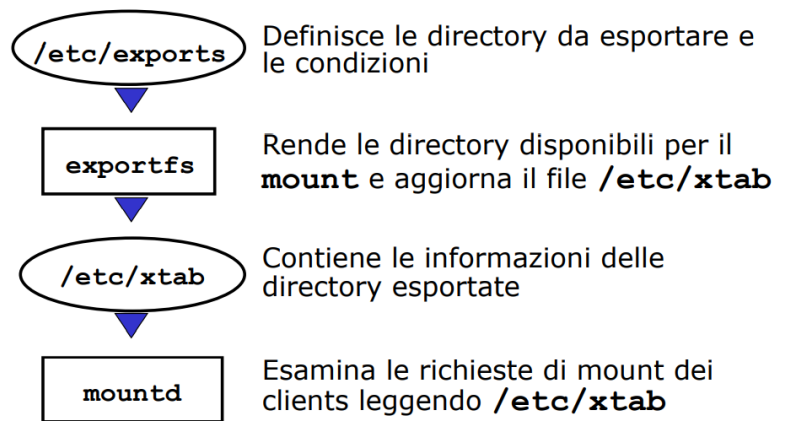 /etc/exports
Definisce le directory da esportare e
le condizioni
exportfs
Rende le directory disponibili per il
mount e aggiorna il file /etc/xtab
/etc/xtab
Contiene le informazioni delle
directory esportate
mountd
Esamina le richieste di mount dei
clients leggendo /etc/xtab